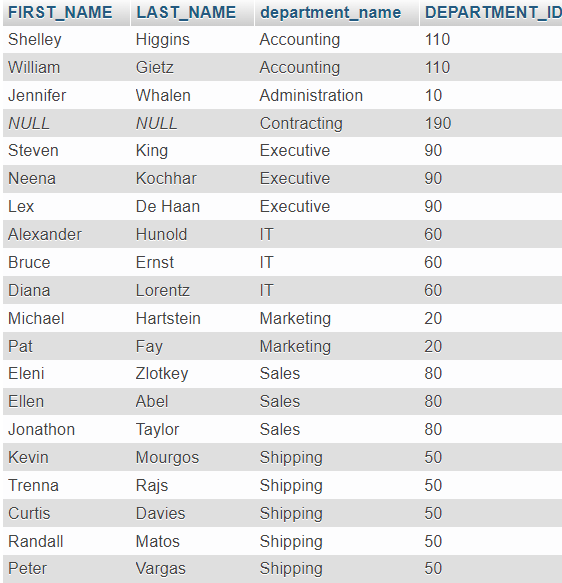 FIRST_NAME LAST_NAME department_name DEPARTMENT_ID
Shelley Higgins Accounting 110
William Gietz Accounting 110
Jennifer Whalen Administration 10
NULL NULL Contracting 190
Steven King Executive 90
Neena Kochhar Executive 90
Lex De Haan Executive 90
Alexander Hunold IT 60
Bruce Ernst IT 60
Diana Lorentz IT 60
Michael Hartstein Marketing 20
Pat Fay Marketing 20
Eleni Zlotkey Sales 80
Ellen Abel Sales 80
Jonathon Taylor Sales 80
Kevin Mourgos Shipping 50
Trenna Rajs Shipping 50
Curtis Davies Shipping 50
Randall Matos Shipping 50
Peter Vargas Shipping 50